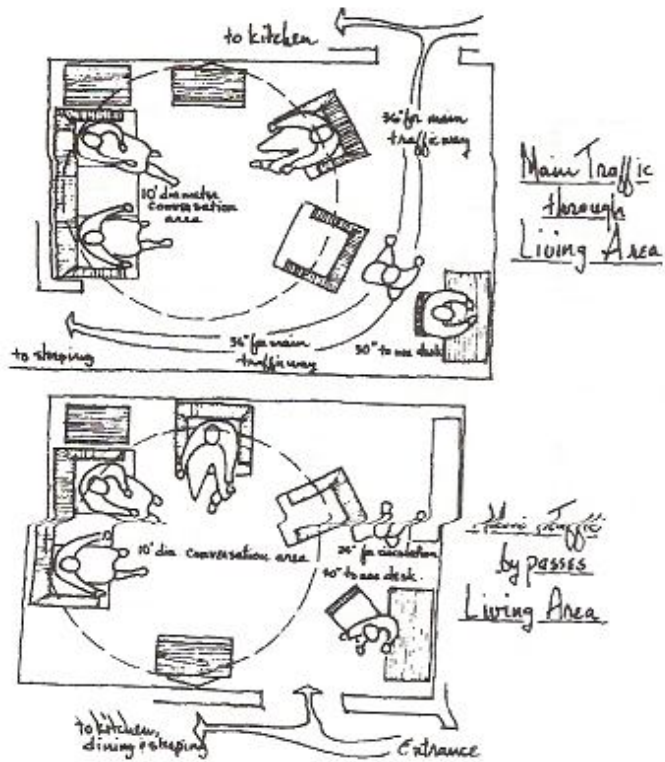 to kitchen
36" for main
traffic way
Main Traffic
through
Living Area
10' diameter
conversation
area
36" for main
traffic way
30" to use desk
to sleeping
Traffic
by passes
Living Area
10' dia conversation area
for circulation
to use desk.
to kitchen,
dining & sleeping
Entrance